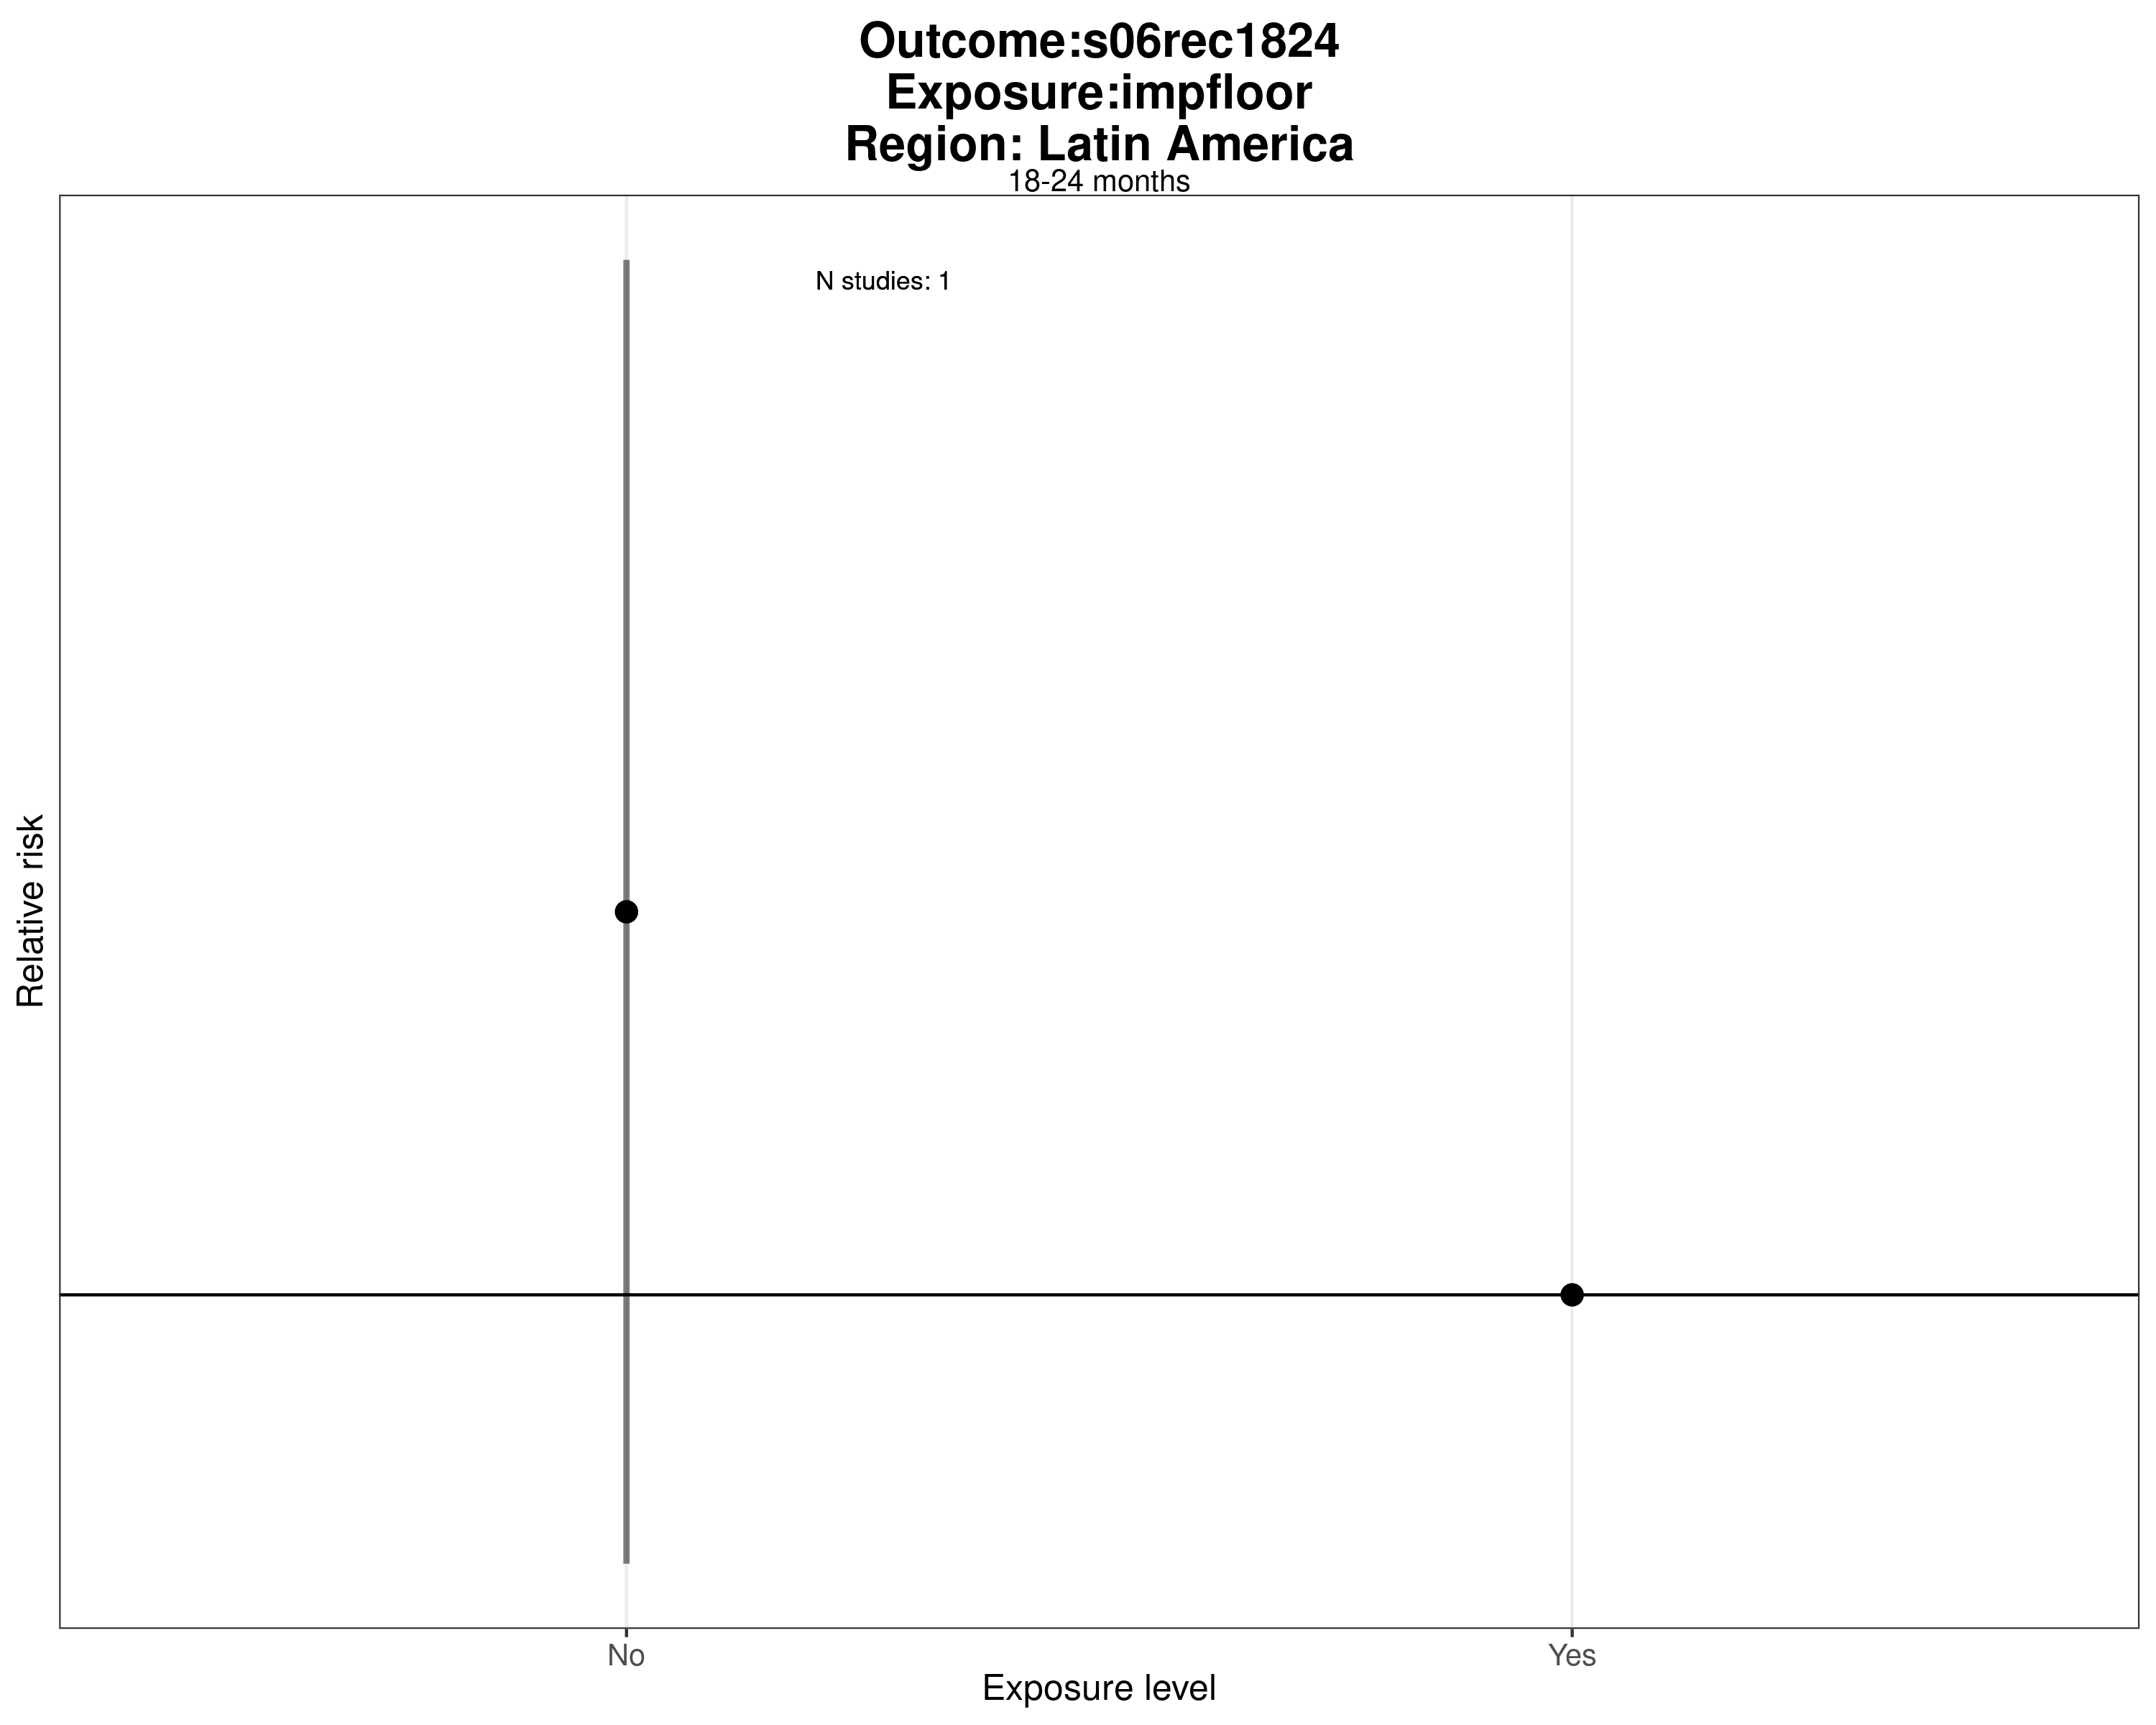 Outcome:s06rec1824
Exposure:impfloor
Region: Latin America
18-24 months
N studies: 1
Relative risk
No
Yes
Exposure level